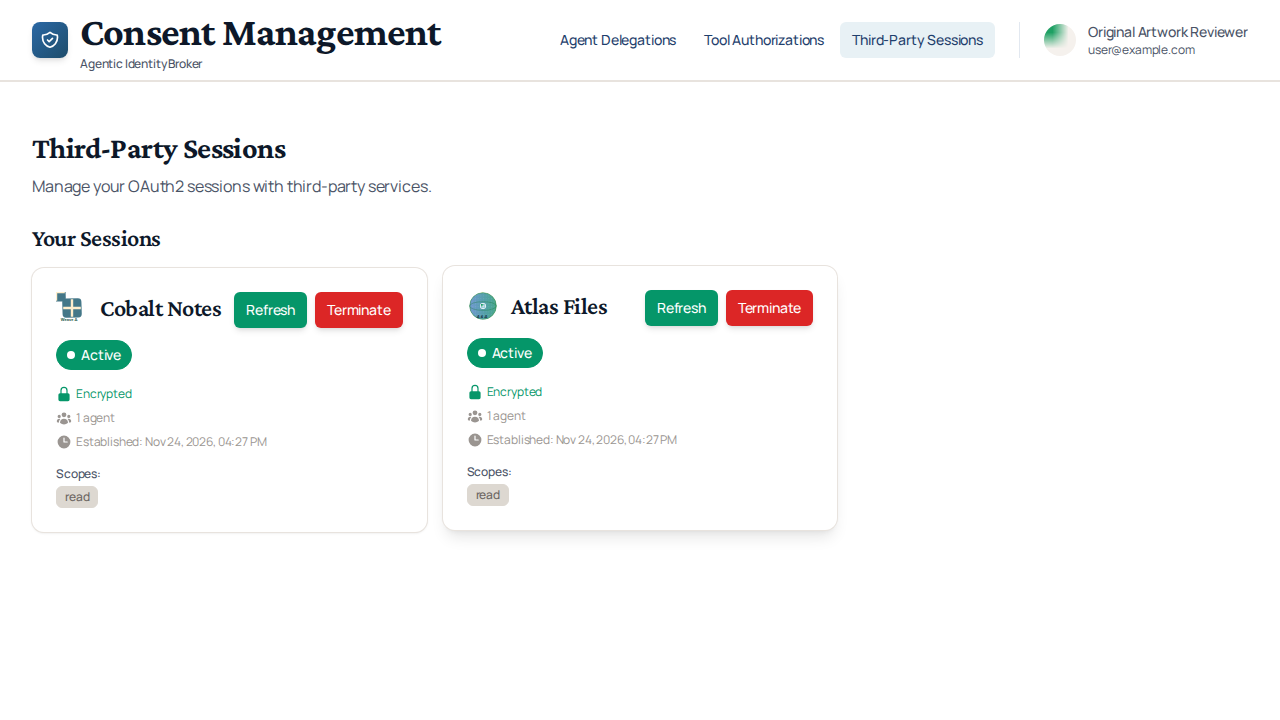 Consent Management
Agentic IdentityBroker
Agent Delegations
Tool Authorizations
Third-Party Sessions
Original Artwork Reviewer
user@example.com
Third-Party Sessions
Manage your OAuth2 sessions with third-party services.
Your Sessions
Cobalt Notes
Refresh
Terminate
Active
Encrypted
1 agent
Established: Nov 24, 2026, 04:27 PM
Scopes:
read
Atlas Files
Refresh
Terminate
Active
Encrypted
1 agent
Established: Nov 24, 2026, 04:27 PM
Scopes:
read